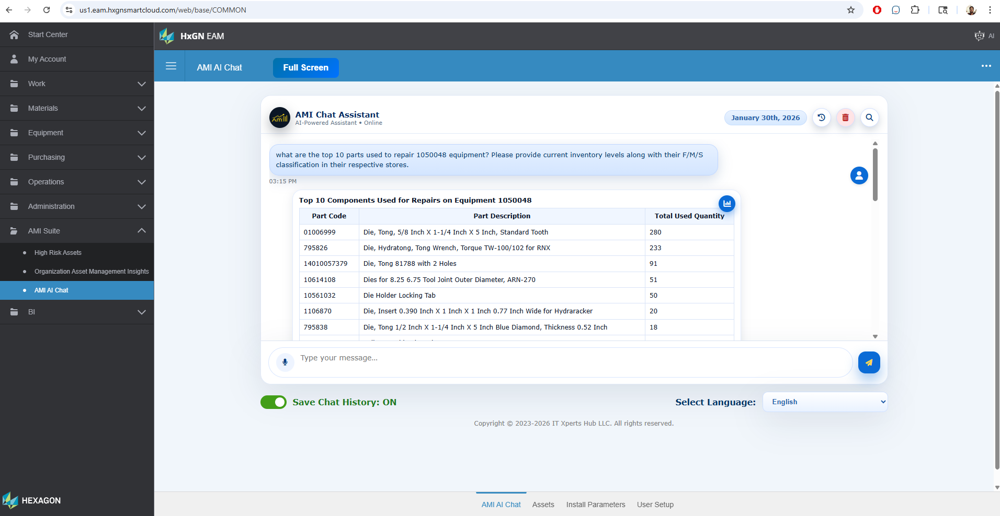 us1.eam.hxgnsmartcloud.com/web/base/COMMON
Start Center
My Account
Work
Materials
Equipment
Purchasing
Operations
Administration
AMI Suite
High Risk Assets
Organization Asset Management Insights
AMI AI Chat
BI
HEXAGON
HxGN EAM
AI
AMI AI Chat
Full Screen
Amili
AMI Chat Assistant
AI-Powered Assistant • Online
January 30th, 2026
what are the top 10 parts used to repair 1050048 equipment? Please provide current inventory levels along with their F/M/S
classification in their respective stores.
03:15 PM
Top 10 Components Used for Repairs on Equipment 1050048
Part Code Part Description Total Used Quantity
01006999 Die, Tong, 5/8 Inch X 1-1/4 Inch X 5 Inch, Standard Tooth 280
795826 Die, Hydratong, Tong Wrench, Torque TW-100/102 for RNX 233
14010057379 Die, Tong 81788 with 2 Holes 91
10614108 Dies for 8.25 6.75 Tool Joint Outer Diameter, ARN-270 51
10561032 Die Holder Locking Tab 50
1106870 Die, Insert 0.390 Inch X 1 Inch X 1 Inch 0.77 Inch Wide for Hydraracker 20
795838 Die, Tong 1/2 Inch X 1-1/4 Inch X 5 Inch Blue Diamond, Thickness 0.52 Inch 18
Type your message...
Save Chat History: ON
Select Language:
English
Copyright © 2023-2026 IT Xperts Hub LLC. All rights reserved.
AMI AI Chat
Assets
Install Parameters
User Setup